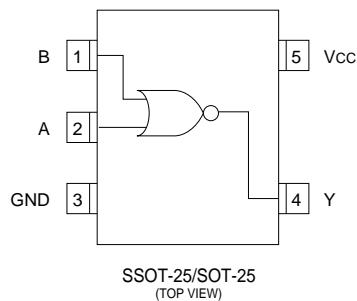 B 1 5 VCC
A 2
GND 3 4 Y
SSOT-25/SOT-25
(TOP VIEW)